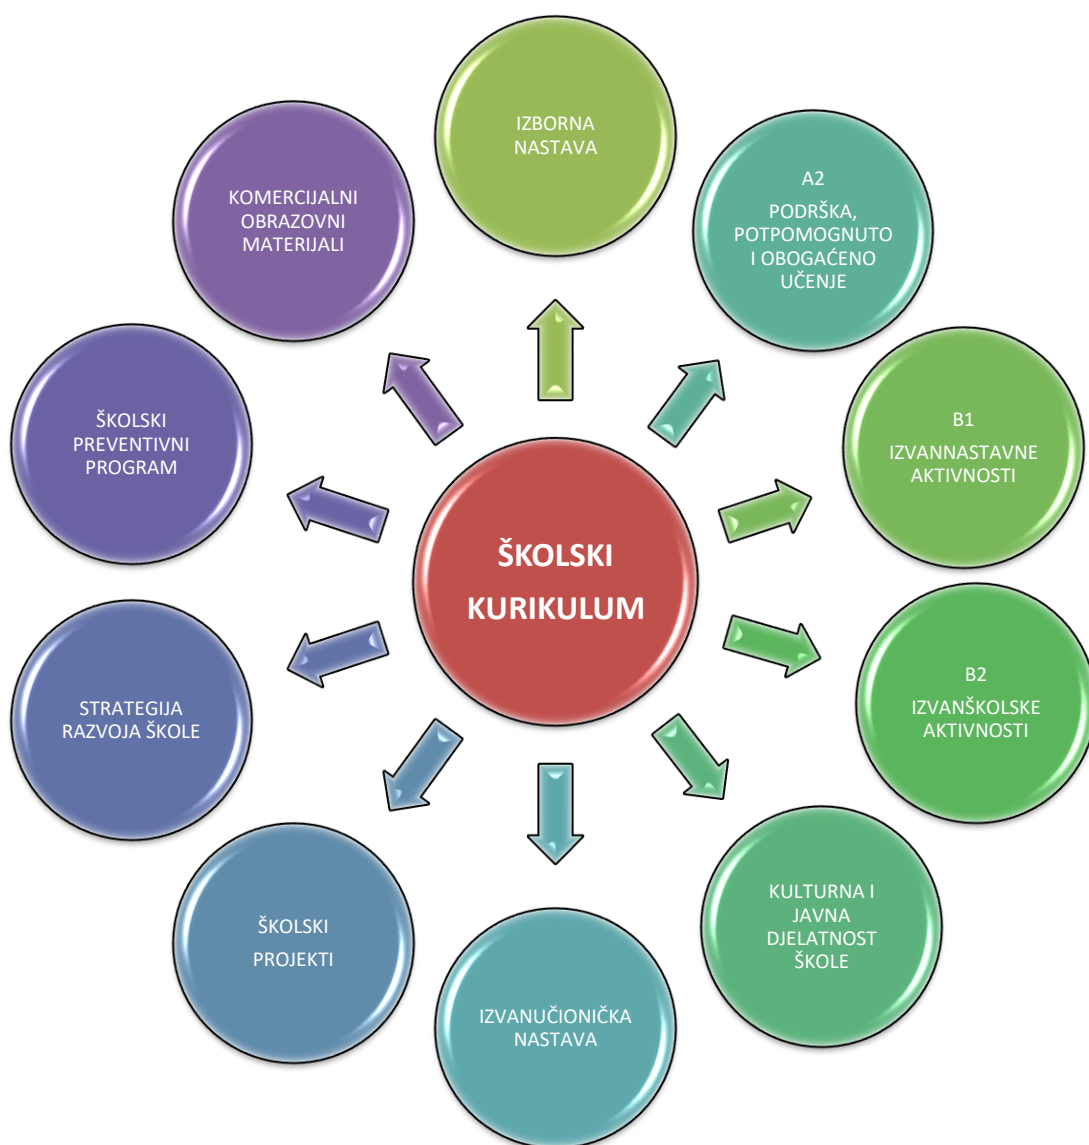 IZBORNA
NASTAVA
A2
PODRŠKA,
POTPOMOGNUTO
I OBOGAĆENO
UČENJE
B1
IZVANNASTAVNE
AKTIVNOSTI
B2
IZVANŠKOLSKE
AKTIVNOSTI
KULTURNA I
JAVNA
DJELATNOST
ŠKOLE
IZVANUČIONIČKA
NASTAVA
ŠKOLSKI
PROJEKTI
STRATEGIJA
RAZVOJA ŠKOLE
ŠKOLSKI
PREVENTIVNI
PROGRAM
KOMERCIJALNI
OBRAZOVNI
MATERIJALI
ŠKOLSKI
KURIKULUM